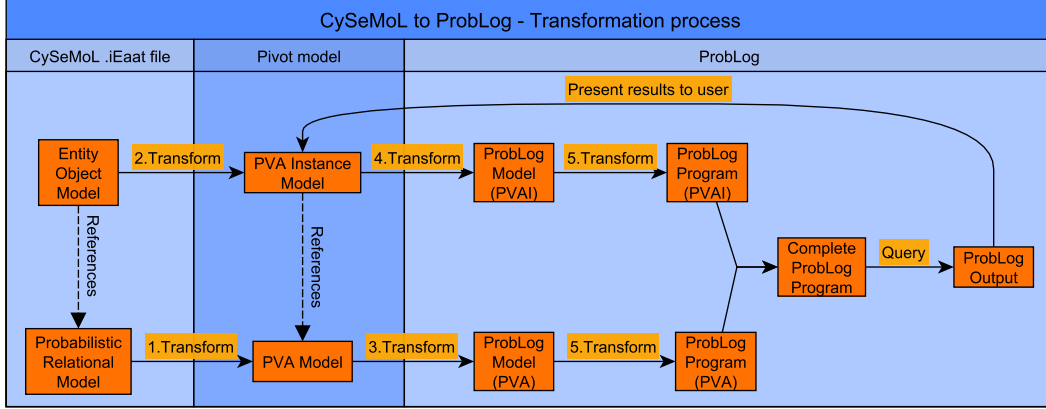 CySeMoL to ProbLog - Transformation process
CySeMoL .iEaat file
Pivot model
ProbLog
Present results to user
Entity
Object
Model
2.Transform
PVA Instance
Model
4.Transform
ProbLog
Model
(PVAI)
5.Transform
ProbLog
Program
(PVAI)
References
References
Complete
ProbLog
Program
Query
ProbLog
Output
Probabilistic
Relational
Model
1.Transform
PVA Model
3.Transform
ProbLog
Model
(PVA)
5.Transform
ProbLog
Program
(PVA)